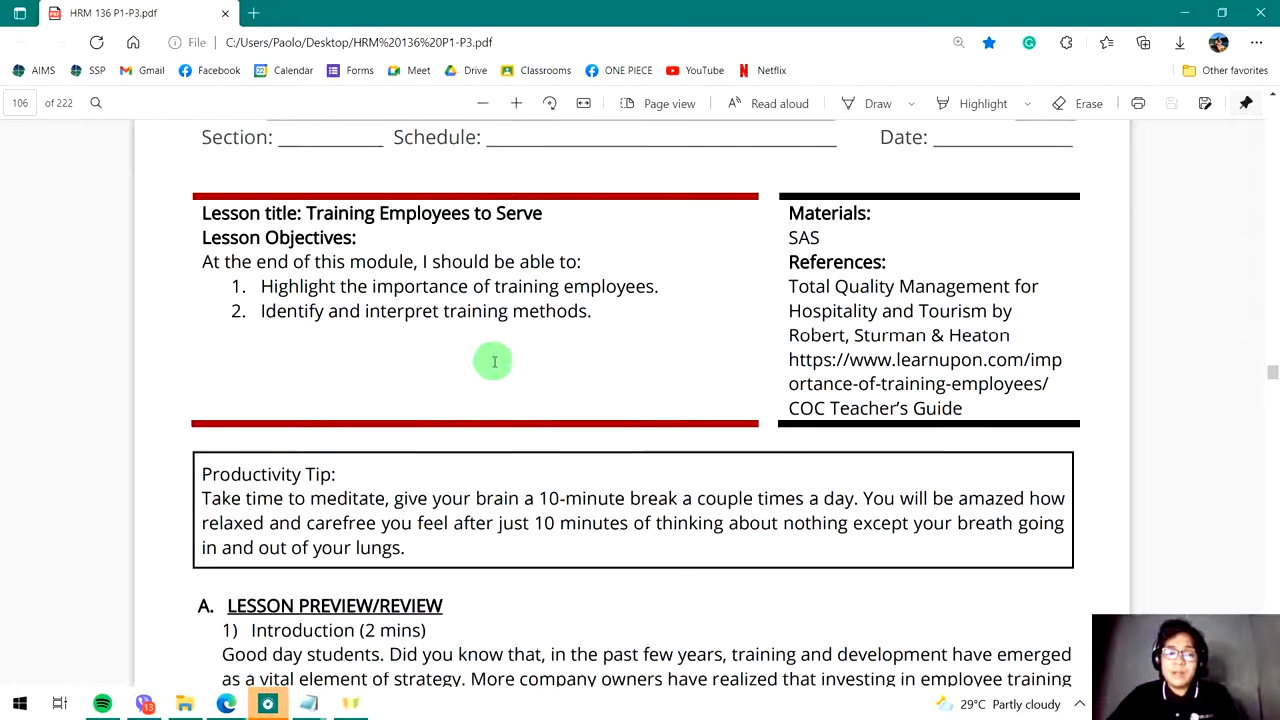 HRM 136 P1-P3.pdf
File
C:/Users/Paolo/Desktop/HRM%20136%20P1-P3.pdf
AIMS
SSP
Gmail
Facebook
Calendar
Forms
Meet
Drive
Classrooms
ONE PIECE
YouTube
Netflix
Other favorites
106 of 222
Page view
Read aloud
Draw
Highlight
Erase
Section: __________ Schedule: __________________________________ Date: _____________
Lesson title: Training Employees to Serve
Lesson Objectives:
At the end of this module, I should be able to:
1. Highlight the importance of training employees.
2. Identify and interpret training methods.
Materials:
SAS
References:
Total Quality Management for
Hospitality and Tourism by
Robert, Sturman & Heaton
https://www.learnupon.com/imp
ortance-of-training-employees/
COC Teacher's Guide
Productivity Tip:
Take time to meditate, give your brain a 10-minute break a couple times a day. You will be amazed how
relaxed and carefree you feel after just 10 minutes of thinking about nothing except your breath going
in and out of your lungs.
A. LESSON PREVIEW/REVIEW
1) Introduction (2 mins)
Good day students. Did you know that, in the past few years, training and development have emerged
as a vital element of strategy. More company owners have realized that investing in employee training
13
29°C Partly cloudy